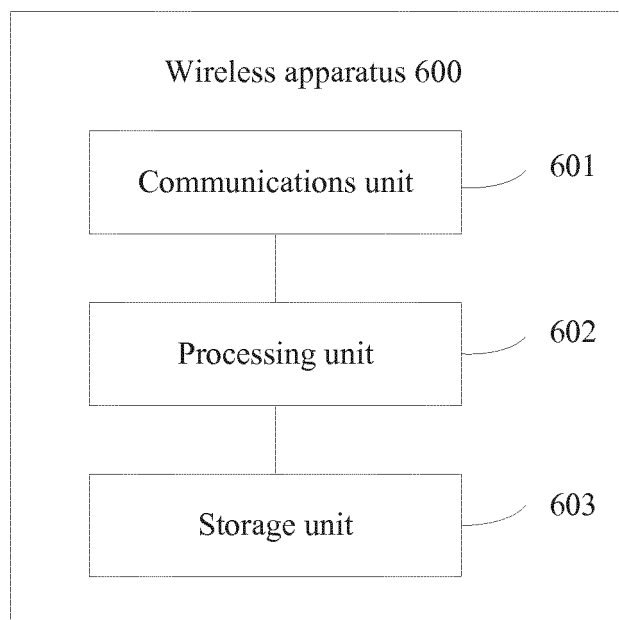 Wireless apparatus 600
Communications unit
601
Processing unit
602
Storage unit
603